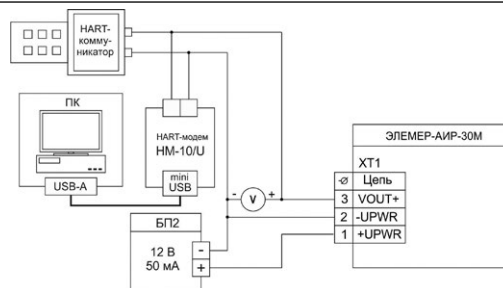 HART-
комму-
никатор
ПК
HART-модем
HM-10/U
ЭЛЕМЕР-АИР-30М
XT1
USB-A
mini
USB
-Ø Цепь
- V +
3 VOUT+
БП2
2 -UPWR
12 В
50 мА
-
+
1 +UPWR